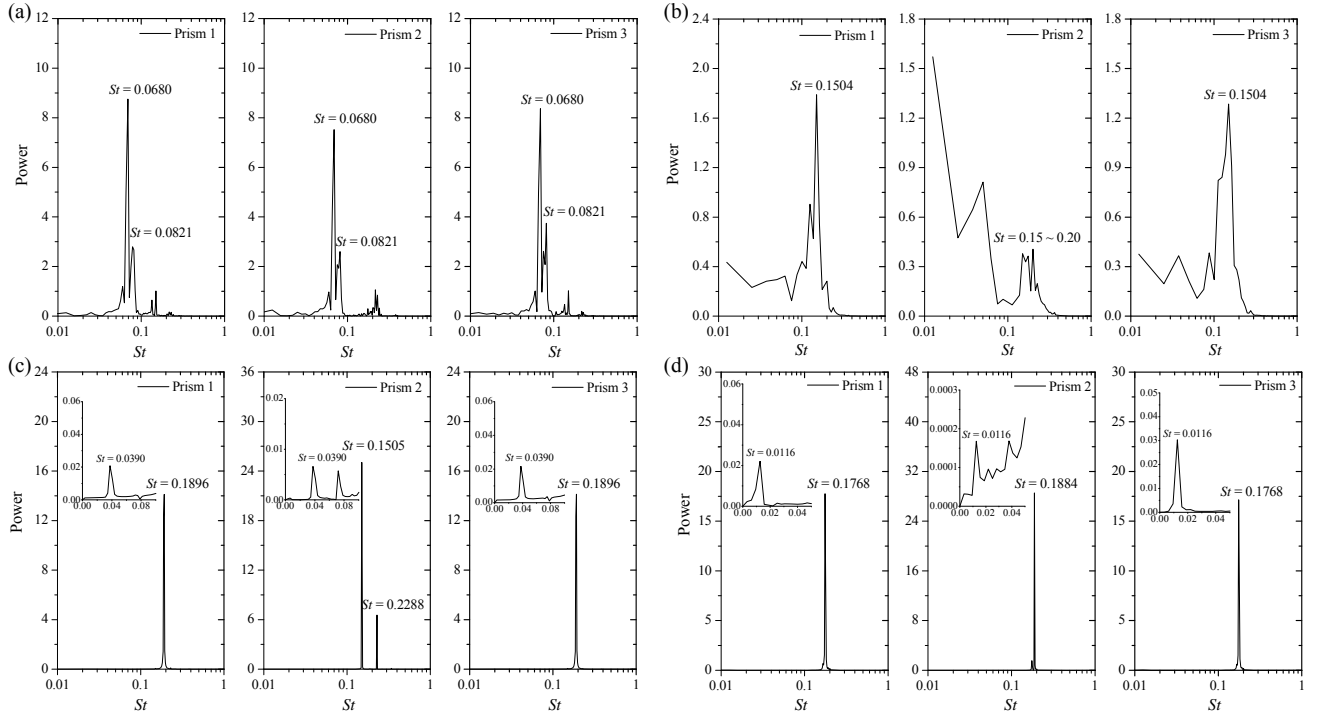 (a)
Prism 1
St = 0.0680
St = 0.0821
12
10
8
6
4
2
0
Power
0.01 0.1 1
St
Prism 2
St = 0.0680
St = 0.0821
12
10
8
6
4
2
0
0.01 0.1 1
St
Prism 3
St = 0.0680
St = 0.0821
12
10
8
6
4
2
0
0.01 0.1 1
St
(b)
Prism 1
St = 0.1504
2.4
2.0
1.6
1.2
0.8
0.4
0.0
Power
0.01 0.1 1
St
Prism 2
St = 0.15 ~ 0.20
1.8
1.5
1.2
0.9
0.6
0.3
0.0
0.01 0.1 1
St
Prism 3
St = 0.1504
1.8
1.5
1.2
0.9
0.6
0.3
0.0
0.01 0.1 1
St
(c)
Prism 1
0.06
0.04
0.02
0.00
St = 0.0390
0.00 0.04 0.08
St = 0.1896
24
20
16
12
8
4
0
Power
0.01 0.1 1
St
Prism 2
0.02
0.01
0.00
St = 0.0390
0.00 0.04 0.08
St = 0.1505
St = 0.2288
36
30
24
18
12
6
0
0.01 0.1 1
St
Prism 3
0.06
0.04
0.02
0.00
St = 0.0390
0.00 0.04 0.08
St = 0.1896
24
20
16
12
8
4
0
0.01 0.1 1
St
(d)
Prism 1
0.06
0.04
0.02
0.00
St = 0.0116
0.00 0.02 0.04
St = 0.1768
30
25
20
15
10
5
0
Power
0.01 0.1 1
St
Prism 2
0.0003
0.0002
0.0001
0.0000
St = 0.0116
0.00 0.02 0.04
St = 0.1884
48
40
32
24
16
8
0
0.01 0.1 1
St
Prism 3
0.05
0.04
0.03
0.02
0.01
0.00
St = 0.0116
0.00 0.02 0.04
St = 0.1768
30
25
20
15
10
5
0
0.01 0.1 1
St